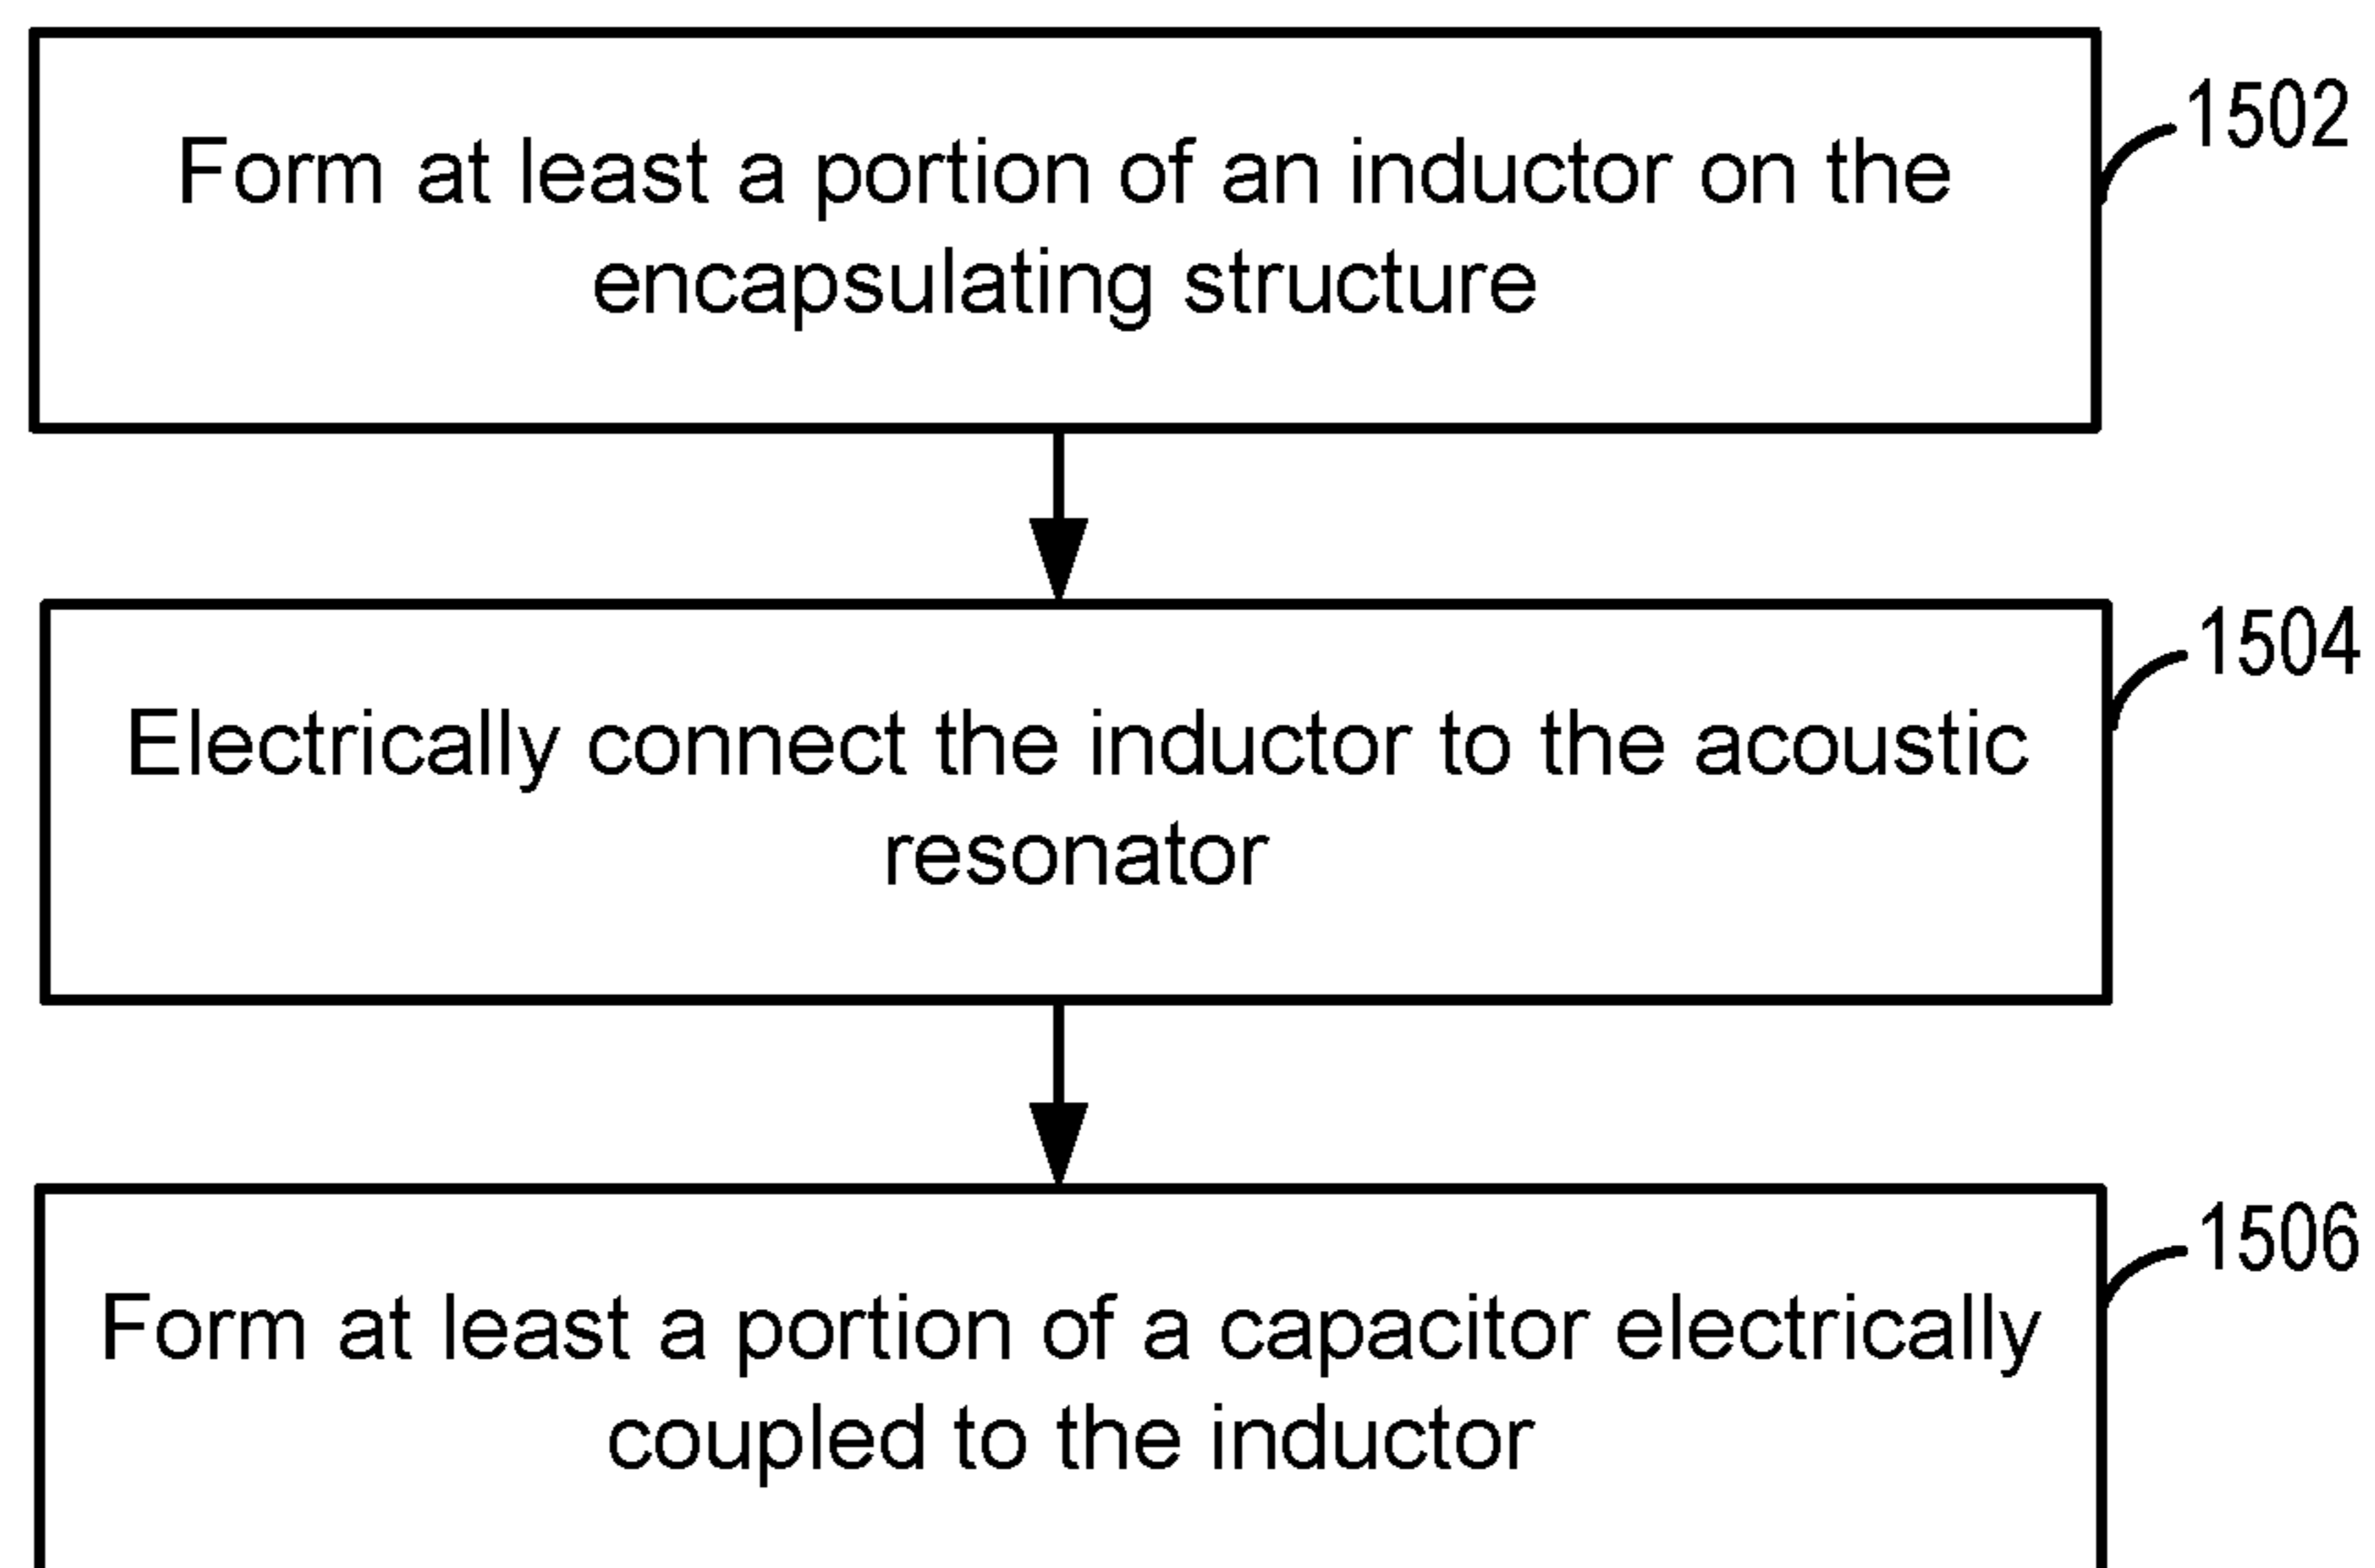 1502
Form at least a portion of an inductor on the
encapsulating structure
1504
Electrically connect the inductor to the acoustic
resonator
1506
Form at least a portion of a capacitor electrically
coupled to the inductor